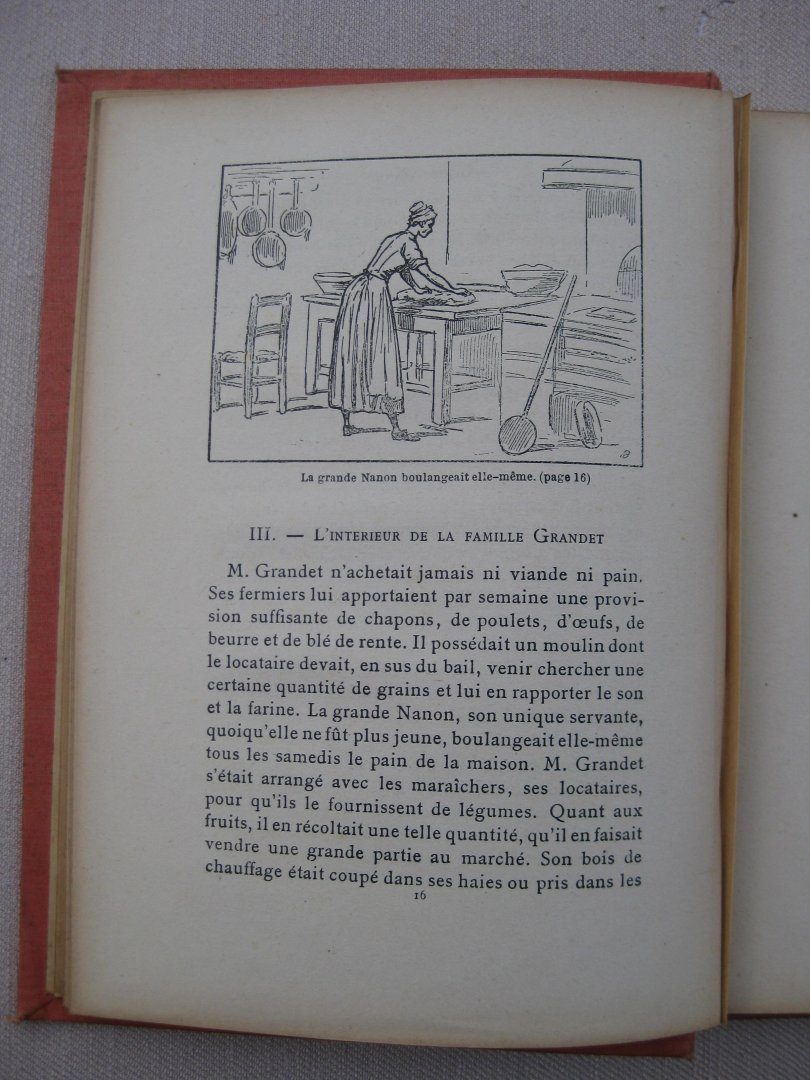 La grande Nanon boulangeait elle-même. (page 16)
III. — L'INTERIEUR DE LA FAMILLE GRANDET
M. Grandet n'achetait jamais ni viande ni pain.
Ses fermiers lui apportaient par semaine une provi-
sion suffisante de chapons, de poulets, d'œufs, de
beurre et de blé de rente. Il possédait un moulin dont
le locataire devait, en sus du bail, venir chercher une
certaine quantité de grains et lui en rapporter le son
et la farine. La grande Nanon, son unique servante,
quoiqu'elle ne fût plus jeune, boulangeait elle-même
tous les samedis le pain de la maison. M. Grandet
s'était arrangé avec les maraîchers, ses locataires,
pour qu'ils le fournissent de légumes. Quant aux
fruits, il en récoltait une telle quantité, qu'il en faisait
vendre une grande partie au marché. Son bois de
chauffage était coupé dans ses haies ou pris dans les
16